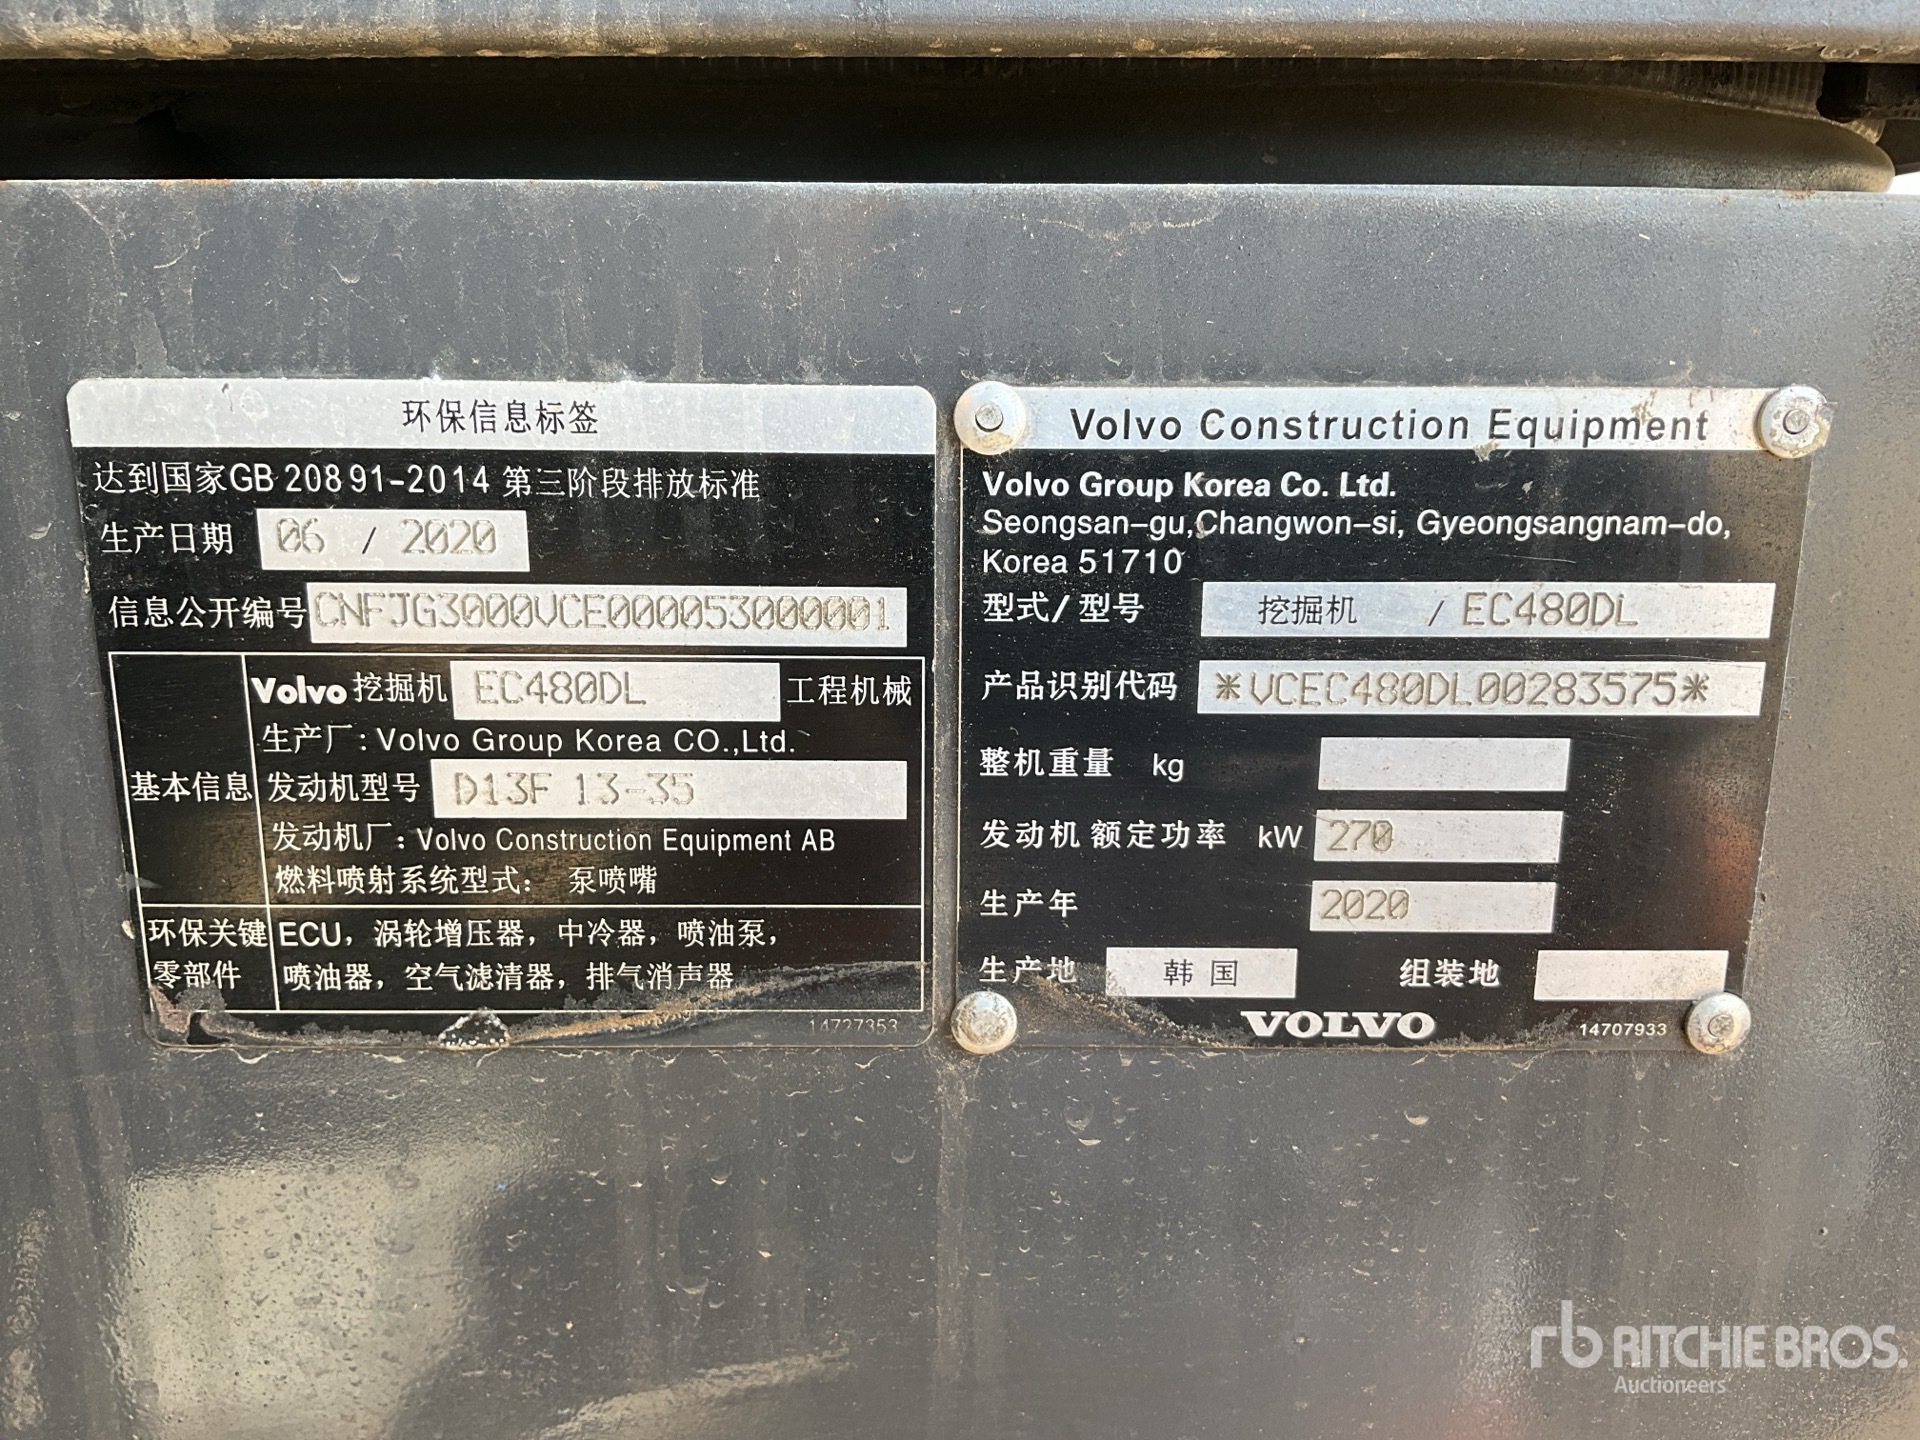 环保信息标签
达到国家GB 20891-2014 第三阶段排放标准
生产日期 06 / 2020
信息公开编号 CNFJG3000VCE0000053000001
基本信息
Volvo 挖掘机 EC480DL 工程机械
生产厂：Volvo Group Korea CO.,Ltd.
发动机型号 D13F 13-35
发动机厂：Volvo Construction Equipment AB
燃料喷射系统型式： 泵喷嘴
环保关键零部件
ECU，涡轮增压器，中冷器，喷油泵，
喷油器，空气滤清器，排气消声器
14727353
Volvo Construction Equipment
Volvo Group Korea Co. Ltd.
Seongsan-gu,Changwon-si, Gyeongsangnam-do,
Korea 51710
型式/型号 挖掘机 / EC480DL
产品识别代码 *VCEC480DL00283575*
整机重量 kg
发动机 额定功率 kW 270
生产年 2020
生产地 韩国 组装地
VOLVO 14707933
rb RITCHIE BROS.
Auctioneers